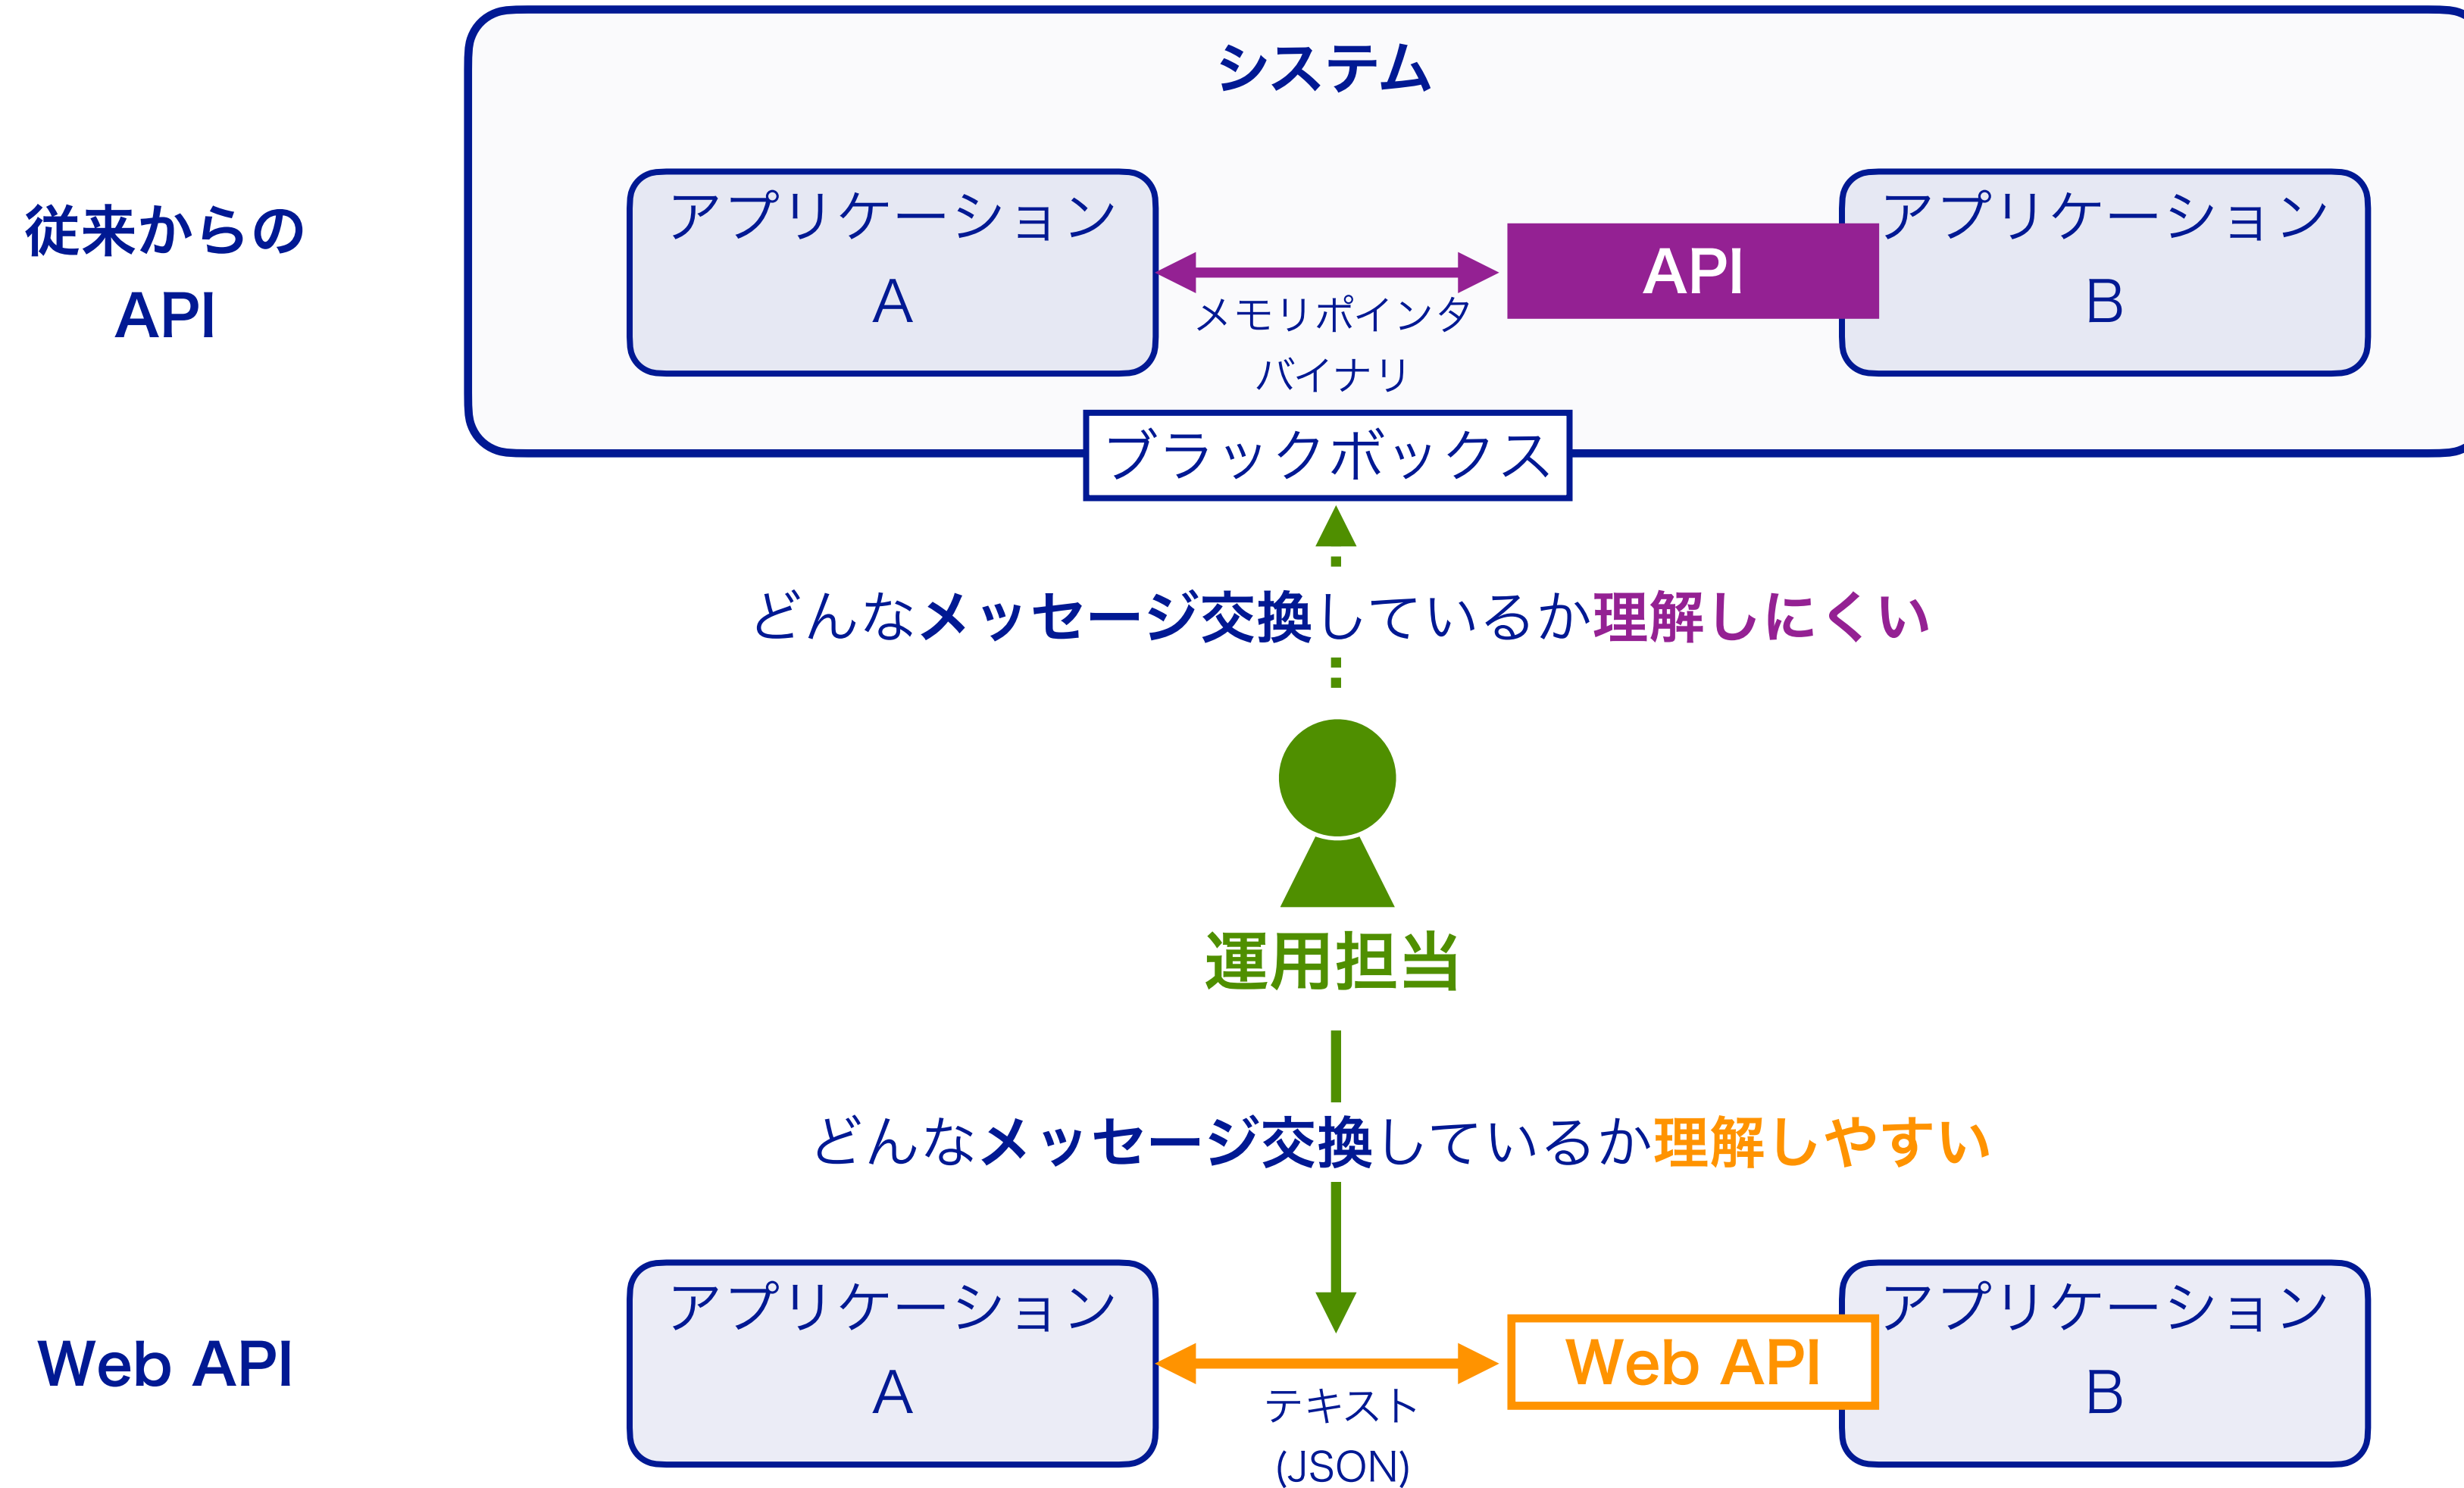 システム
従来からの
API
アプリケーション
A
API
メモリポインタ
バイナリ
アプリケーション
B
ブラックボックス
どんなメッセージ交換しているか理解しにくい
運用担当
どんなメッセージ交換しているか理解しやすい
Web API
アプリケーション
A
Web API
テキスト
(JSON)
アプリケーション
B